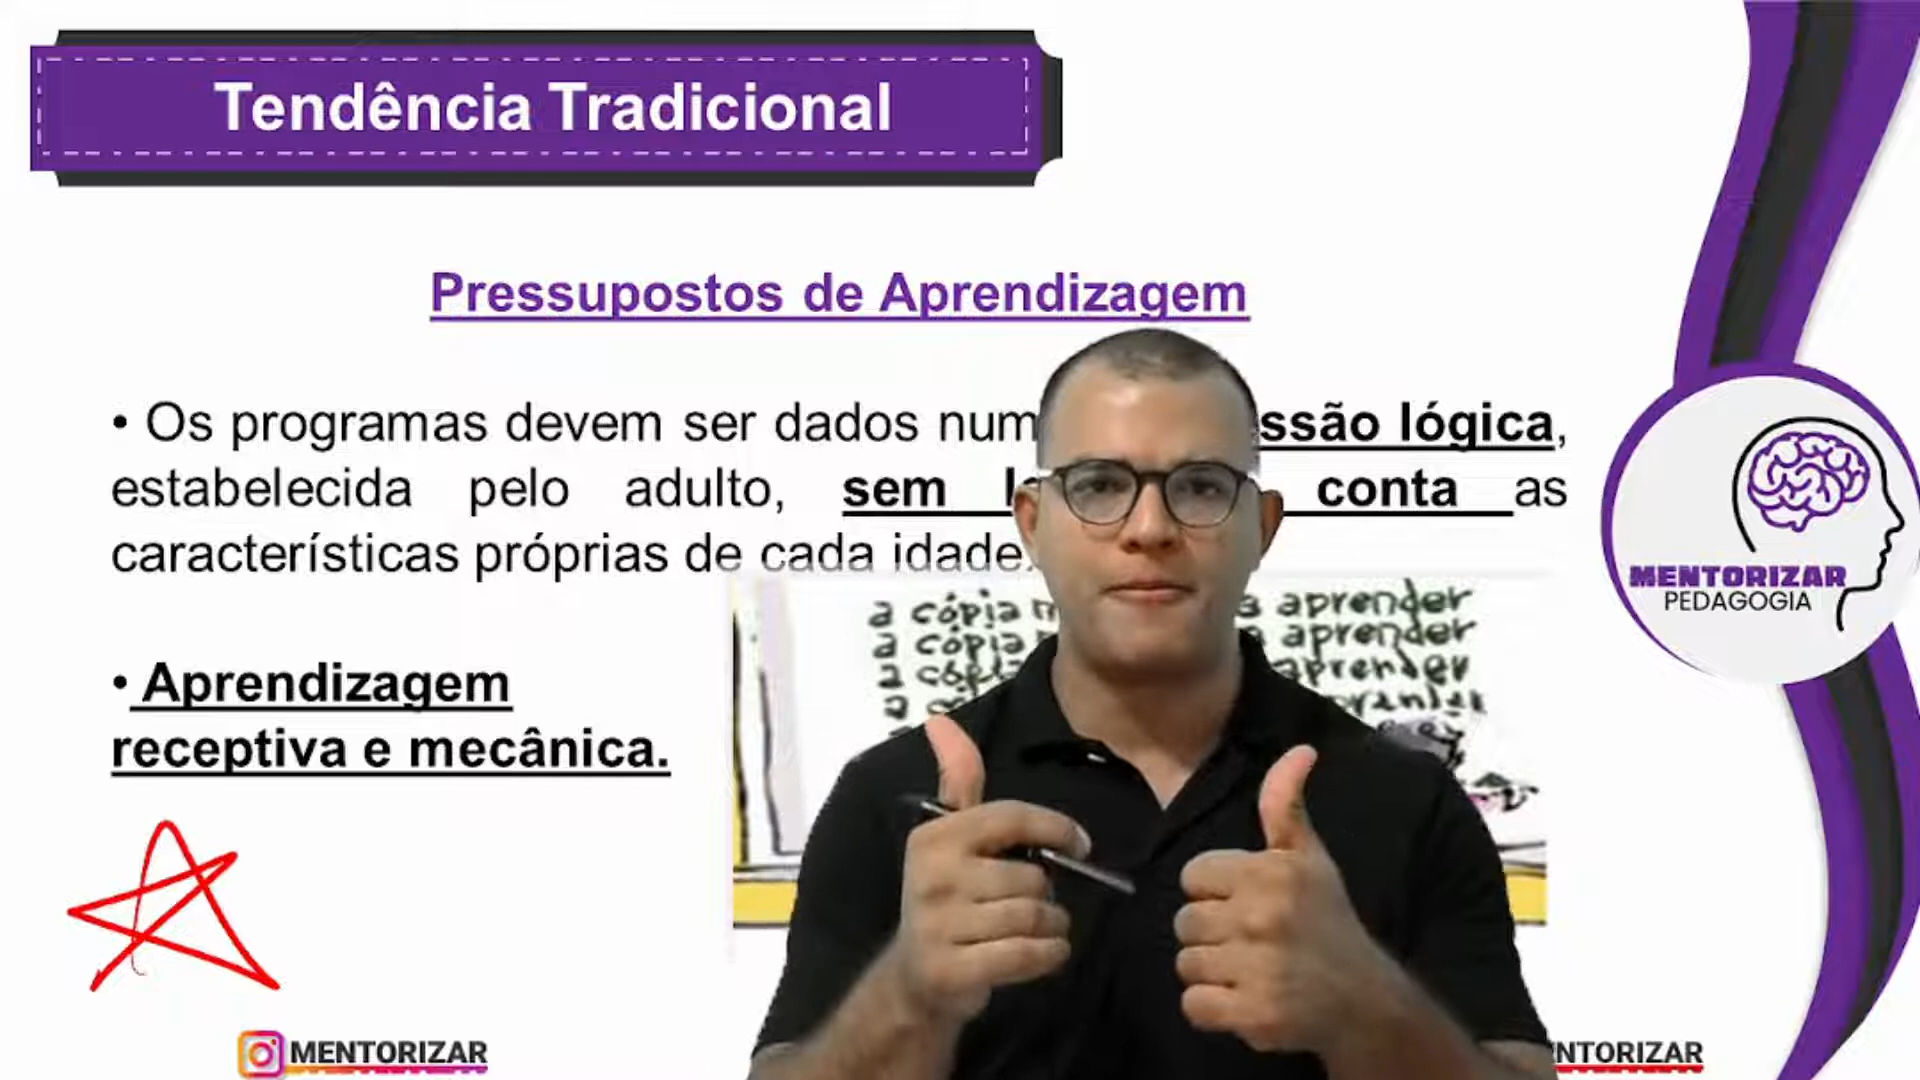 Tendência Tradicional
Pressupostos de Aprendizagem
• Os programas devem ser dados num ssão lógica,
estabelecida pelo adulto, sem conta as
características próprias de cada idade.
a cópia aprender
a cópia aprender
aprender
• Aprendizagem
receptiva e mecânica.
MENTORIZAR
PEDAGOGIA
MENTORIZAR
NTORIZAR